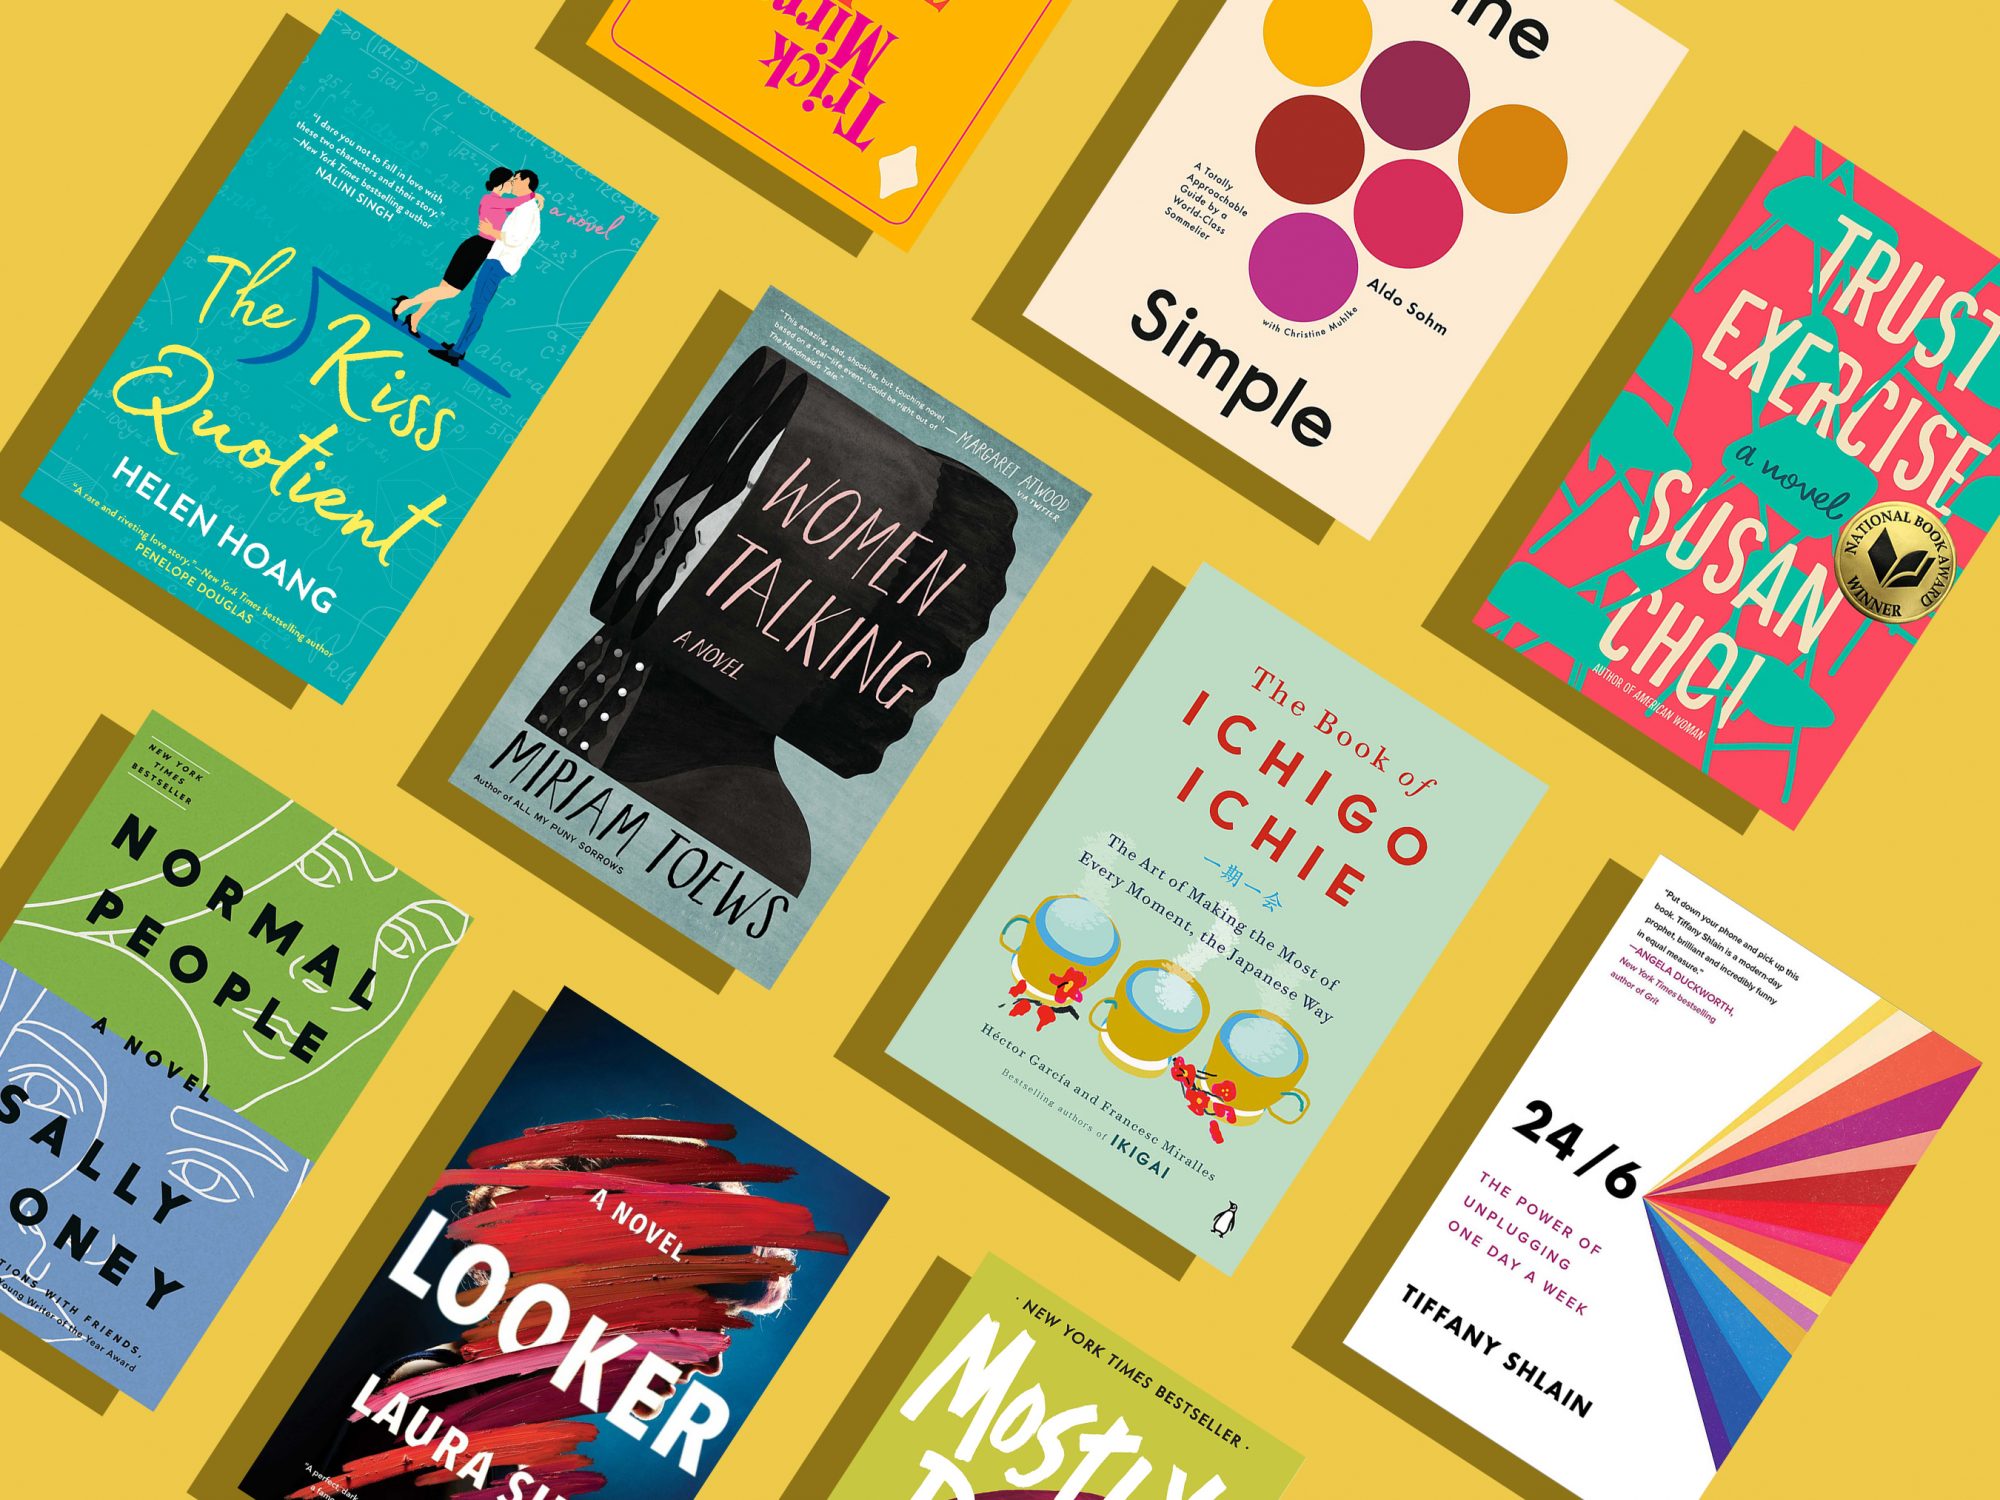 "I dare you not to fall in love with
these two characters and their story."
—New York Times bestselling author
NALINI SINGH
a novel
The Kiss
Quotient
HELEN HOANG
"A rare and riveting love story."—New York Times bestselling author
PENELOPE DOUGLAS
Trick
Mirr
ine
A Totally
Approachable
Guide by a
World-Class
Sommelier
Aldo Sohm
with Christine Muhlke
Simple
TRUST
EXERCISE
a novel
SUSAN
CHOI
NATIONAL BOOK AWARD
WINNER
AUTHOR OF AMERICAN WOMAN
"This amazing, sad, shocking, but touching novel,
based on a real-life event, could be right out of
The Handmaid's Tale."
—MARGARET ATWOOD
VIA TWITTER
WOMEN
TALKING
A NOVEL
MIRIAM TOEWS
Author of ALL MY PUNY SORROWS
The Book of
ICHIGO
ICHIE
一期一会
The Art of Making the Most of
Every Moment, the Japanese Way
Héctor García and Francesc Miralles
Bestselling authors of IKIGAI
NEW YORK
TIMES
BESTSELLER
NORMAL
PEOPLE
A NOVEL
SALLY
ONEY
TIONS WITH FRIENDS,
Young Writer of the Year Award
A NOVEL
LOOKER
LAURA
"A perfect, dark
· NEW YORK TIMES BESTSELLER ·
MOSTLY
"Put down your phone and pick up this
book. Tiffany Shlain is a modern-day
prophet, brilliant and incredibly funny
in equal measure."
—ANGELA DUCKWORTH,
New York Times bestselling
author of Grit
24/6
THE POWER OF
UNPLUGGING
ONE DAY A WEEK
TIFFANY SHLAIN